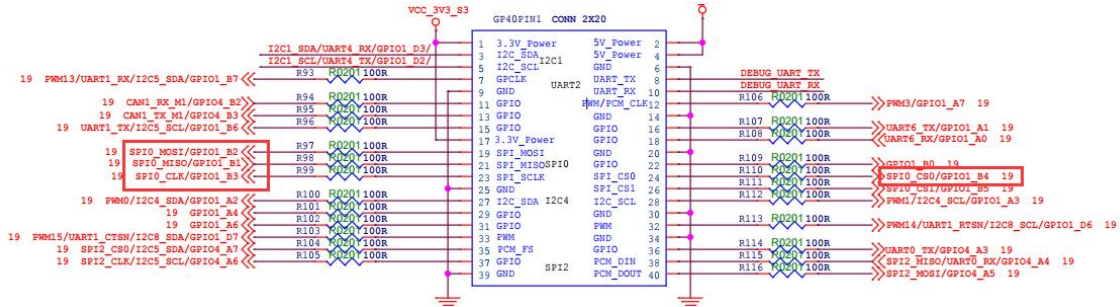 VCC_3V3_S3
GP40PIN1 CONN 2X20
1 3.3V_Power 5V_Power 2
I2C1_SDA/UART4_RX/GPIO1_D3/ 3 I2C_SDA 5V_Power 4
I2C1
I2C1_SCL/UART4_TX/GPIO1_D2/ 5 I2C_SCL GND 6
19 PWM13/UART1_RX/I2C5_SDA/GPIO1_B7 R93 R0201 100R 7 GPCLK UART_TX 8 DEBUG_UART_TX
UART2
9 GND UART_RX 10 DEBUG_UART_RX
19 CAN1_RX_M1/GPIO4_B2 R94 R0201 100R 11 GPIO PWM/PCM_CLK 12 R106 R0201 100R PWM3/GPIO1_A7 19
19 CAN1_TX_M1/GPIO4_B3 R95 R0201 100R 13 GPIO GND 14
19 UART1_TX/I2C5_SCL/GPIO1_B6 R96 R0201 100R 15 GPIO GPIO 16 R107 R0201 100R UART6_TX/GPIO1_A1 19
17 3.3V_Power GPIO 18 R108 R0201 100R UART6_RX/GPIO1_A0 19
19 SPI0_MOSI/GPIO1_B2 R97 R0201 100R 19 SPI_MOSI GND 20
19 SPI0_MISO/GPIO1_B1 R98 R0201 100R 21 SPI_MISO SPI0 GPIO 22 R109 R0201 100R GPIO1_B0 19
19 SPI0_CLK/GPIO1_B3 R99 R0201 100R 23 SPI_SCLK SPI_CS0 24 R110 R0201 100R SPI0_CS0/GPIO1_B4 19
25 GND SPI_CS1 26 R111 R0201 100R SPI0_CS1/GPIO1_B5 19
19 PWM0/I2C4_SDA/GPIO1_A2 R100 R0201 100R 27 I2C_SDA I2C4 I2C_SCL 28 R112 R0201 100R PWM1/I2C4_SCL/GPIO1_A3 19
19 GPIO1_A4 R101 R0201 100R 29 GPIO GND 30
19 GPIO1_A6 R102 R0201 100R 31 GPIO PWM 32 R113 R0201 100R PWM14/UART1_RTSN/I2C8_SCL/GPIO1_D6 19
19 PWM15/UART1_CTSN/I2C8_SDA/GPIO1_D7 R103 R0201 100R 33 PWM GND 34
19 SPI2_CS0/I2C5_SDA/GPIO4_A7 R104 R0201 100R 35 PCM_FS GPIO 36 R114 R0201 100R UART0_TX/GPIO4_A3 19
19 SPI2_CLK/I2C5_SCL/GPIO4_A6 R105 R0201 100R 37 GPIO PCM_DIN 38 R115 R0201 100R SPI2_MISO/UART0_RX/GPIO4_A4 19
39 GND SPI2 PCM_DOUT 40 R116 R0201 100R SPI2_MOSI/GPIO4_A5 19